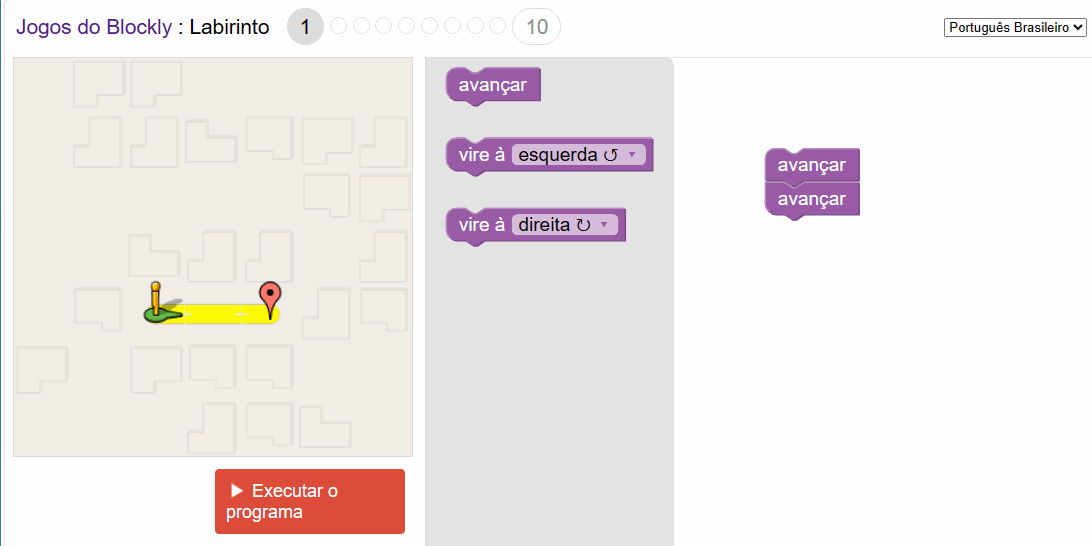 Jogos do Blockly : Labirinto 1 10 Português Brasileiro
avançar
vire à esquerda ↺
vire à direita ↻
avançar
avançar
Executar o
programa